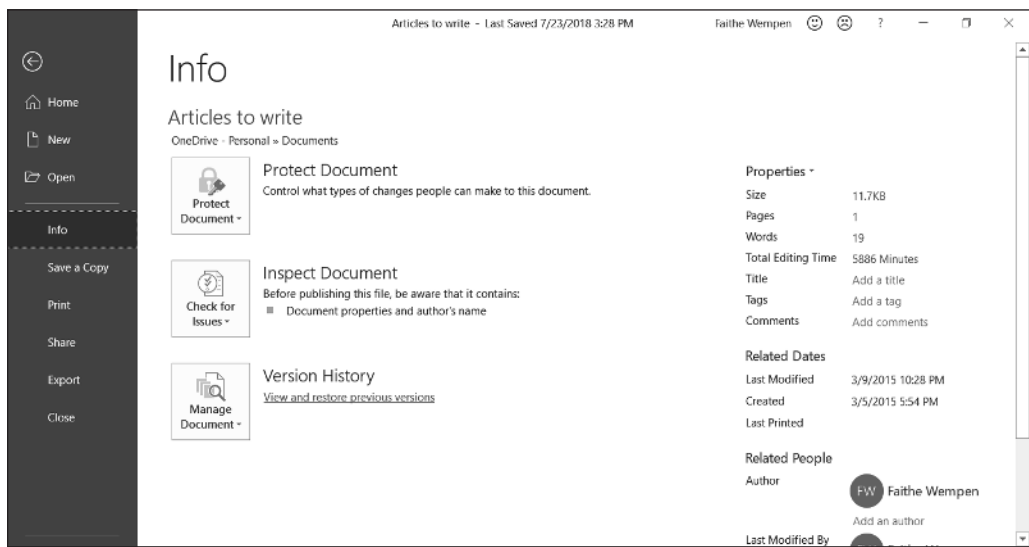 Articles to write - Last Saved 7/23/2018 3:28 PM
Faithe Wempen
?
Info
Home
New
Open
Info
Save a Copy
Print
Share
Export
Close
Articles to write
OneDrive - Personal » Documents
Protect Document
Protect Document
Control what types of changes people can make to this document.
Check for Issues
Inspect Document
Before publishing this file, be aware that it contains:
Document properties and author's name
Manage Document
Version History
View and restore previous versions
Properties
Size 11.7KB
Pages 1
Words 19
Total Editing Time 5886 Minutes
Title Add a title
Tags Add a tag
Comments Add comments
Related Dates
Last Modified 3/9/2015 10:28 PM
Created 3/5/2015 5:54 PM
Last Printed
Related People
Author FW Faithe Wempen
Add an author
Last Modified By